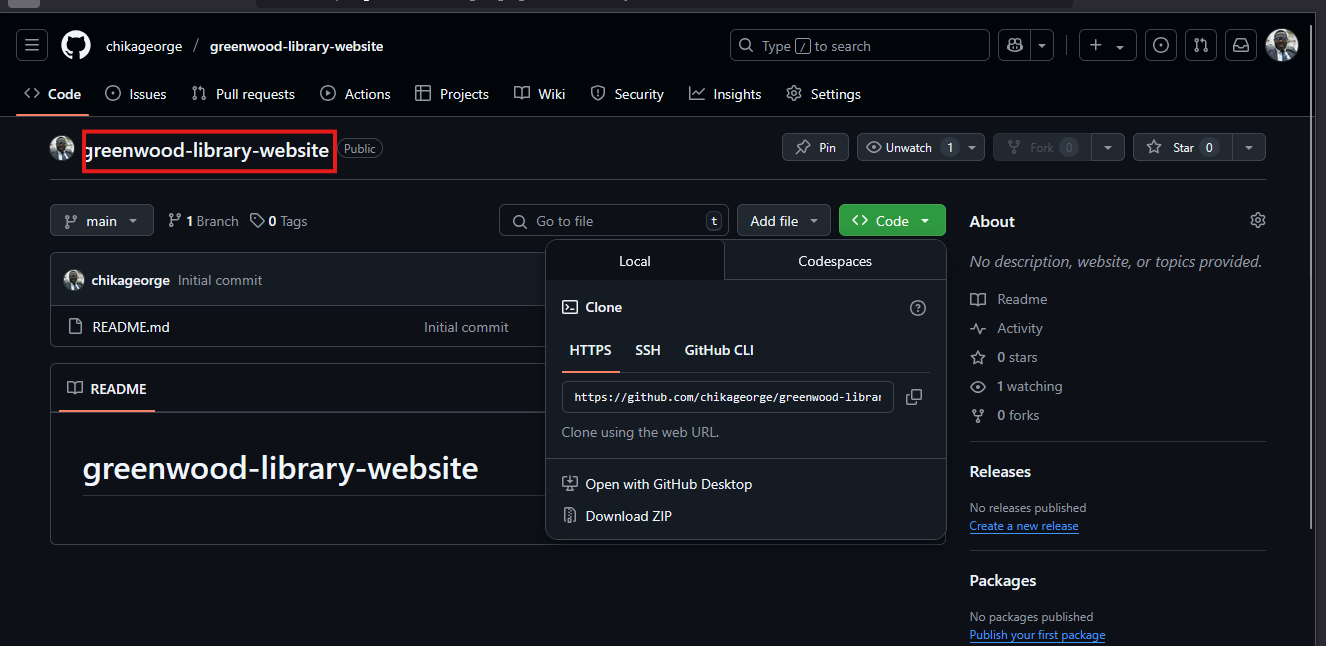 chikageorge / greenwood-library-website
Type / to search
Code Issues Pull requests Actions Projects Wiki Security Insights Settings
greenwood-library-website Public
Pin Unwatch 1 Fork 0 Star 0
main 1 Branch 0 Tags
Go to file t Add file Code
chikageorge Initial commit
README.md Initial commit
README
greenwood-library-website
Local Codespaces
Clone
HTTPS SSH GitHub CLI
https://github.com/chikageorge/greenwood-librar
Clone using the web URL.
Open with GitHub Desktop
Download ZIP
About
No description, website, or topics provided.
Readme
Activity
0 stars
1 watching
0 forks
Releases
No releases published
Create a new release
Packages
No packages published
Publish your first package